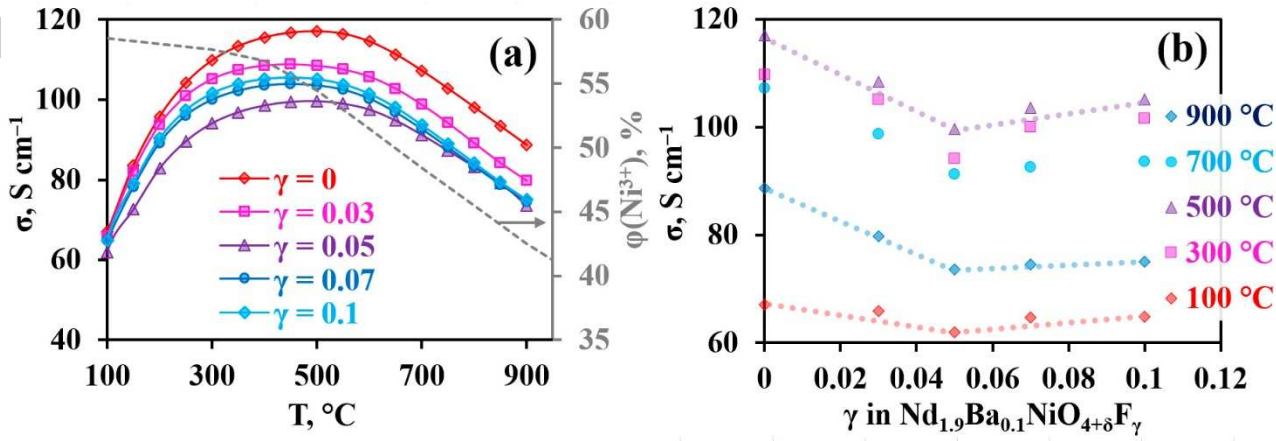 (a)
σ, S cm⁻¹
120
100
80
60
40
γ = 0
γ = 0.03
γ = 0.05
γ = 0.07
γ = 0.1
100
300
500
700
900
T, °C
60
55
50
45
40
35
φ(Ni³⁺), %
(b)
σ, S cm⁻¹
120
100
80
60
900 °C
700 °C
500 °C
300 °C
100 °C
0
0.02
0.04
0.06
0.08
0.10
0.12
γ in Nd₁.₉Ba₀.₁NiO₄₊δFγ